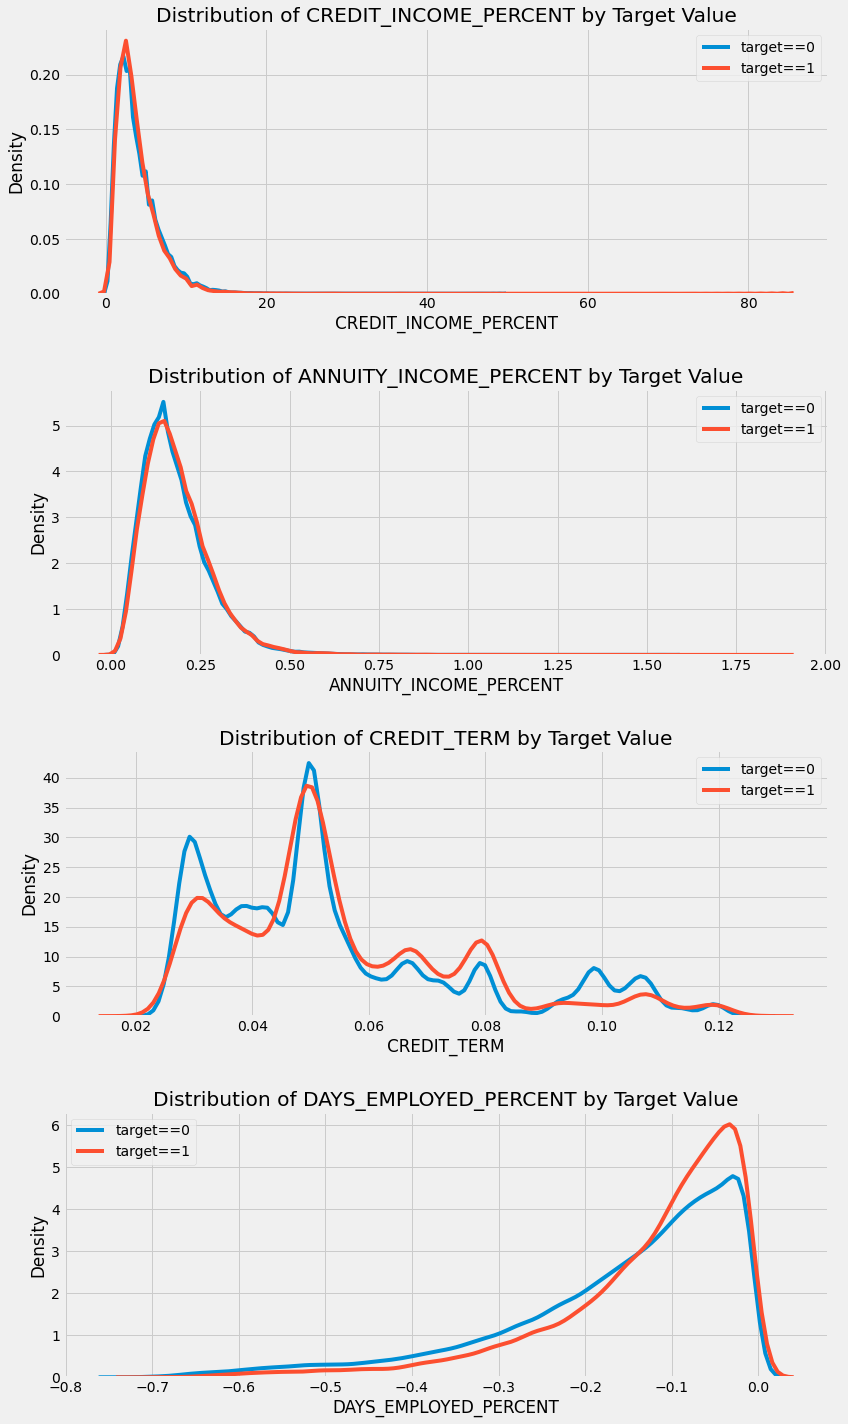 Distribution of CREDIT_INCOME_PERCENT by Target Value
target==0
target==1
0.20
0.15
0.10
0.05
0.00
Density
0 20 40 60 80
CREDIT_INCOME_PERCENT
Distribution of ANNUITY_INCOME_PERCENT by Target Value
target==0
target==1
5
4
3
2
1
0
Density
0.00 0.25 0.50 0.75 1.00 1.25 1.50 1.75 2.00
ANNUITY_INCOME_PERCENT
Distribution of CREDIT_TERM by Target Value
target==0
target==1
40
35
30
25
20
15
10
5
0
Density
0.02 0.04 0.06 0.08 0.10 0.12
CREDIT_TERM
Distribution of DAYS_EMPLOYED_PERCENT by Target Value
target==0
target==1
6
5
4
3
2
1
0
Density
−0.8 −0.7 −0.6 −0.5 −0.4 −0.3 −0.2 −0.1 0.0
DAYS_EMPLOYED_PERCENT